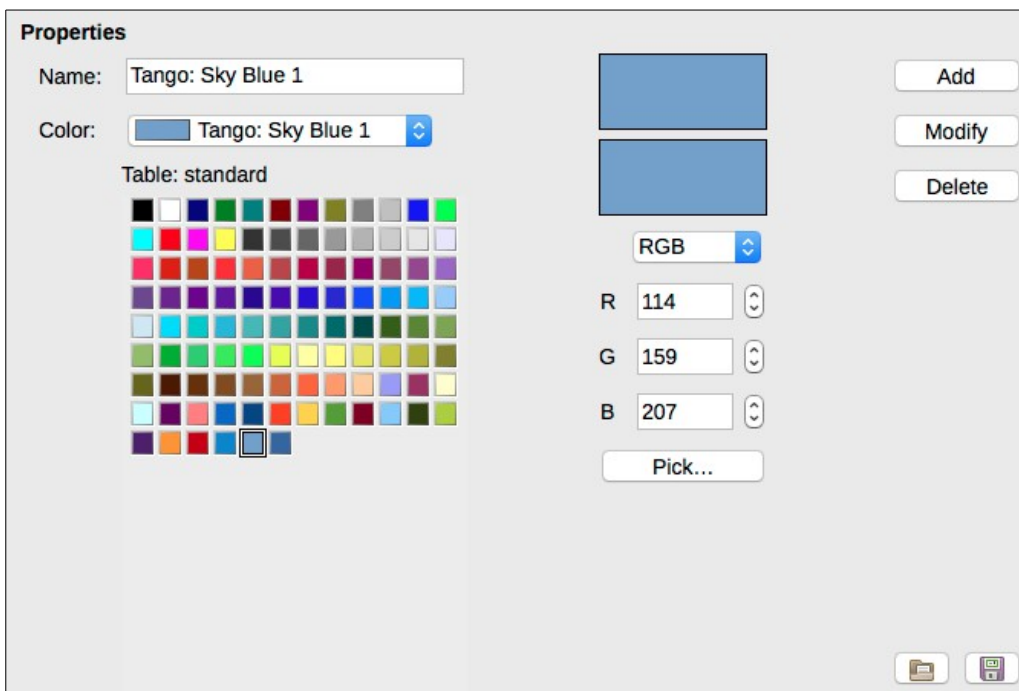 Properties
Name: Tango: Sky Blue 1
Color: Tango: Sky Blue 1
Table: standard
RGB
R 114
G 159
B 207
Pick...
Add
Modify
Delete